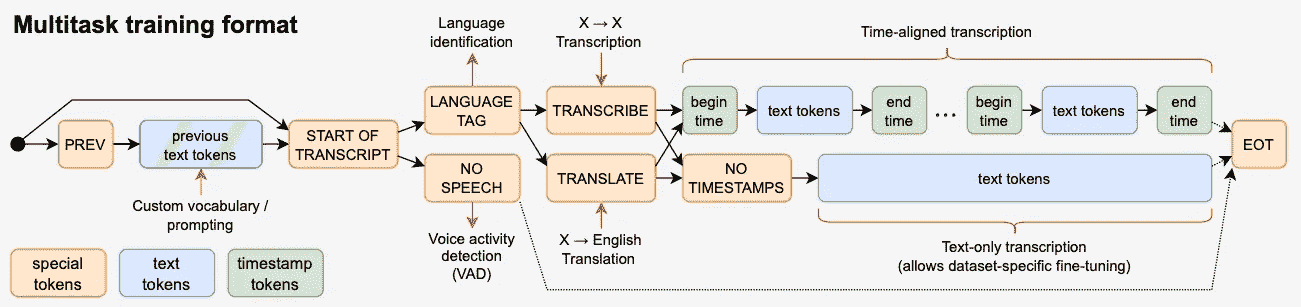 Multitask training format
Language
identification
X → X
Transcription
Time-aligned transcription
PREV
previous
text tokens
START OF
TRANSCRIPT
LANGUAGE
TAG
NO
SPEECH
TRANSCRIBE
TRANSLATE
begin
time
text tokens
end
time
...
begin
time
text tokens
end
time
NO
TIMESTAMPS
text tokens
EOT
Custom vocabulary /
prompting
Voice activity
detection
(VAD)
X → English
Translation
Text-only transcription
(allows dataset-specific fine-tuning)
special
tokens
text
tokens
timestamp
tokens